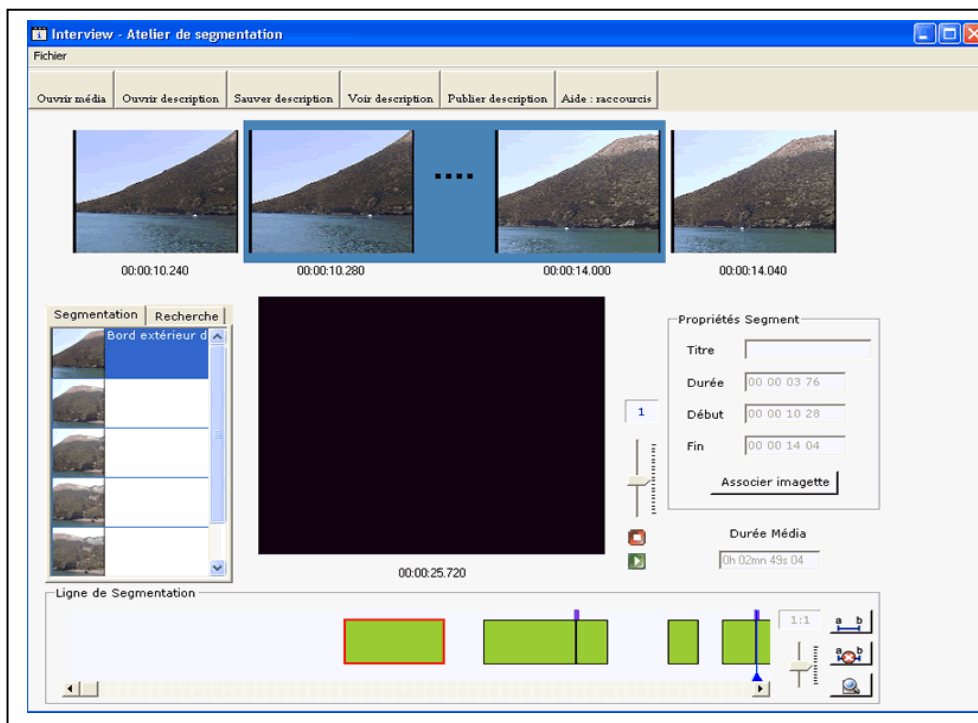 Interview - Atelier de segmentation
Fichier
Ouvrir média Ouvrir description Sauver description Voir description Publier description Aide : raccourcis
00:00:10.240 00:00:10.280 00:00:14.000 00:00:14.040
Segmentation Recherche
Bord extérieur d
00:00:25.720
1
Propriétés Segment
Titre
Durée 00 00 03 76
Début 00 00 10 28
Fin 00 00 14 04
Associer imagette
Durée Média
0h 02mn 49s 04
Ligne de Segmentation
1:1
a b
a b